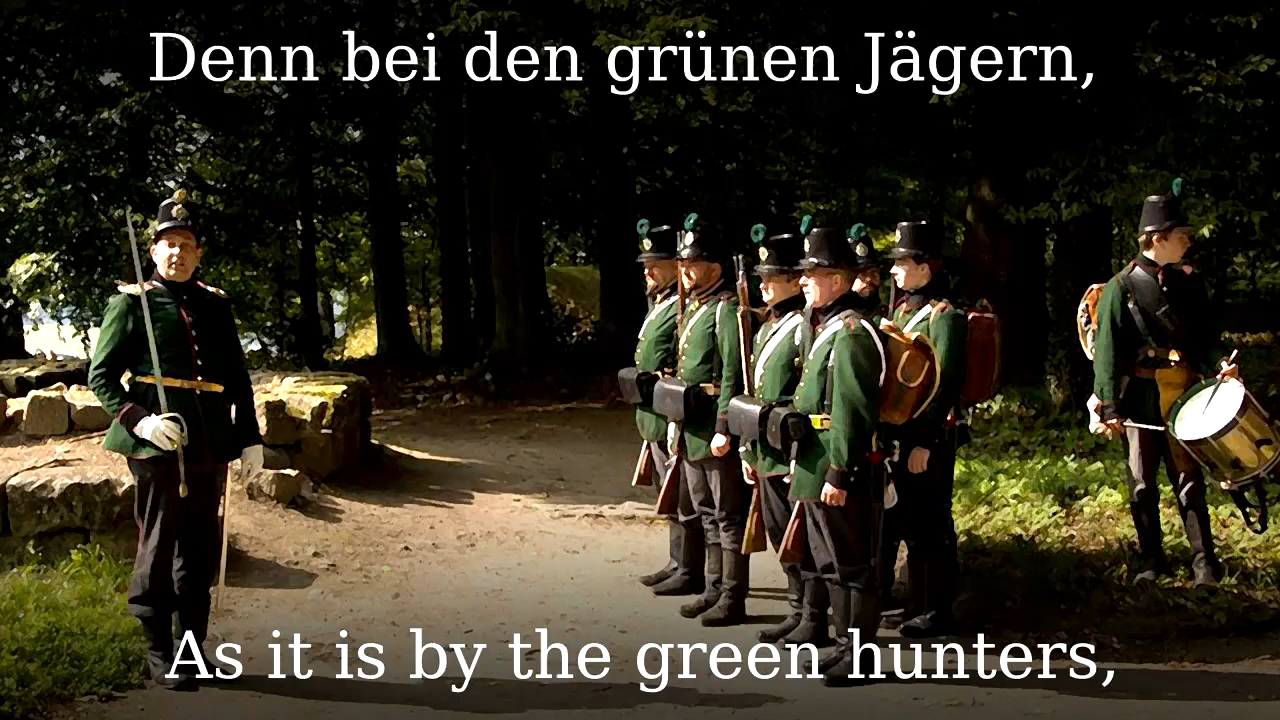 Denn bei den grünen Jägern,
As it is by the green hunters,